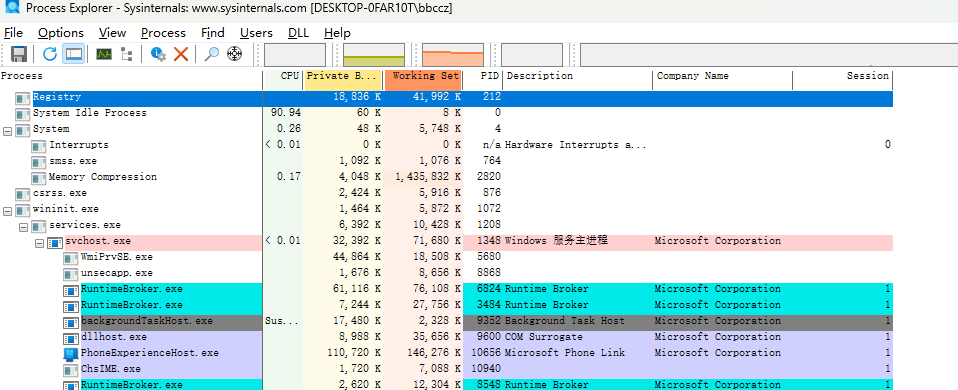 Process Explorer - Sysinternals: www.sysinternals.com [DESKTOP-0FAR10T\bbccz]
File Options View Process Find Users DLL Help
Process CPU Private B... Working Set PID Description Company Name Session
Registry 18,836 K 41,992 K 212
System Idle Process 90.94 60 K 8 K 0
System 0.26 48 K 5,748 K 4
Interrupts < 0.01 0 K 0 K n/a Hardware Interrupts a... 0
smss.exe 1,092 K 1,076 K 764
Memory Compression 0.17 4,048 K 1,435,832 K 2820
csrss.exe 2,424 K 5,916 K 876
wininit.exe 1,464 K 5,872 K 1072
services.exe 6,392 K 10,428 K 1208
svchost.exe < 0.01 32,392 K 71,680 K 1348 Windows 服务主进程 Microsoft Corporation 1
WmiPrvSE.exe 44,864 K 18,508 K 5680
unsecapp.exe 1,676 K 8,656 K 8868
RuntimeBroker.exe 61,116 K 76,108 K 6824 Runtime Broker Microsoft Corporation 1
RuntimeBroker.exe 7,244 K 27,756 K 3484 Runtime Broker Microsoft Corporation 1
backgroundTaskHost.exe Sus... 17,480 K 2,328 K 9352 Background Task Host Microsoft Corporation 1
dllhost.exe 8,988 K 35,656 K 9600 COM Surrogate Microsoft Corporation 1
PhoneExperienceHost.exe 110,720 K 146,276 K 10656 Microsoft Phone Link Microsoft Corporation 1
ChsIME.exe 1,720 K 7,088 K 10940 1
RuntimeBroker.exe 2,620 K 12,304 K 8548 Runtime Broker Microsoft Corporation 1